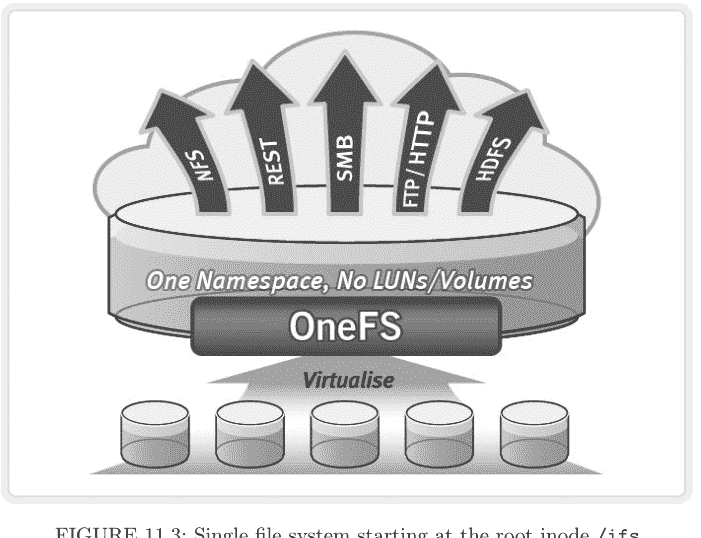 NFS
REST
SMB
FTP / HTTP
HDFS
One Namespace, No LUNs/Volumes
OneFS
Virtualise
FIGURE 11.3: Single file system starting at the root inode /ifs